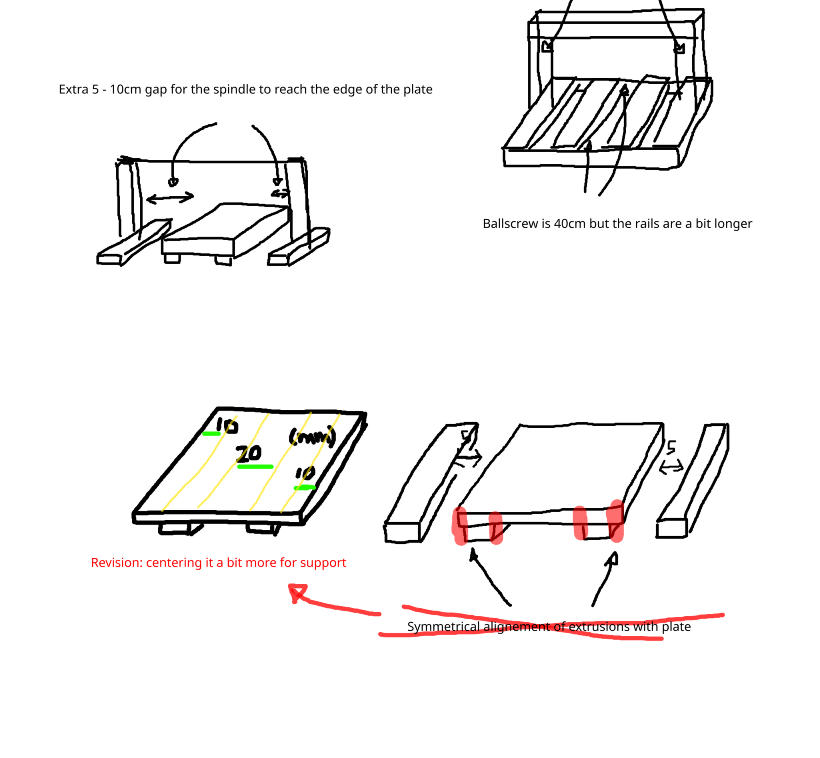 Extra 5 - 10cm gap for the spindle to reach the edge of the plate
Ballscrew is 40cm but the rails are a bit longer
10
20
(mm)
10
5
5
Revision: centering it a bit more for support
Symmetrical alignement of extrusions with plate